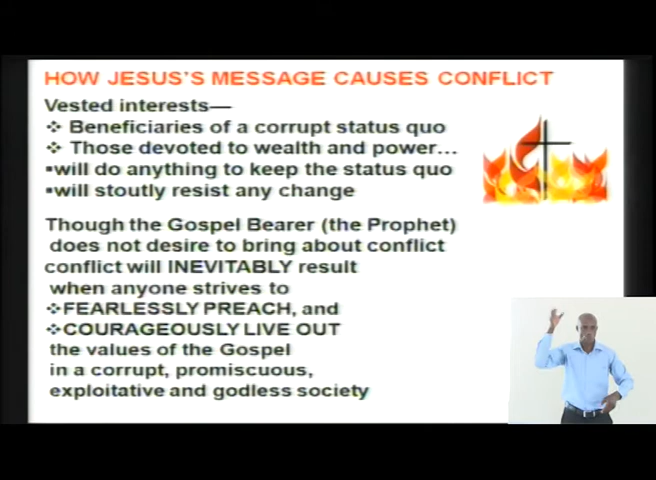 HOW JESUS'S MESSAGE CAUSES CONFLICT
Vested interests—
❖ Beneficiaries of a corrupt status quo
❖ Those devoted to wealth and power...
▪will do anything to keep the status quo
▪will stoutly resist any change
Though the Gospel Bearer (the Prophet)
does not desire to bring about conflict
conflict will INEVITABLY result
when anyone strives to
❖FEARLESSLY PREACH, and
❖COURAGEOUSLY LIVE OUT
the values of the Gospel
in a corrupt, promiscuous,
exploitative and godless society